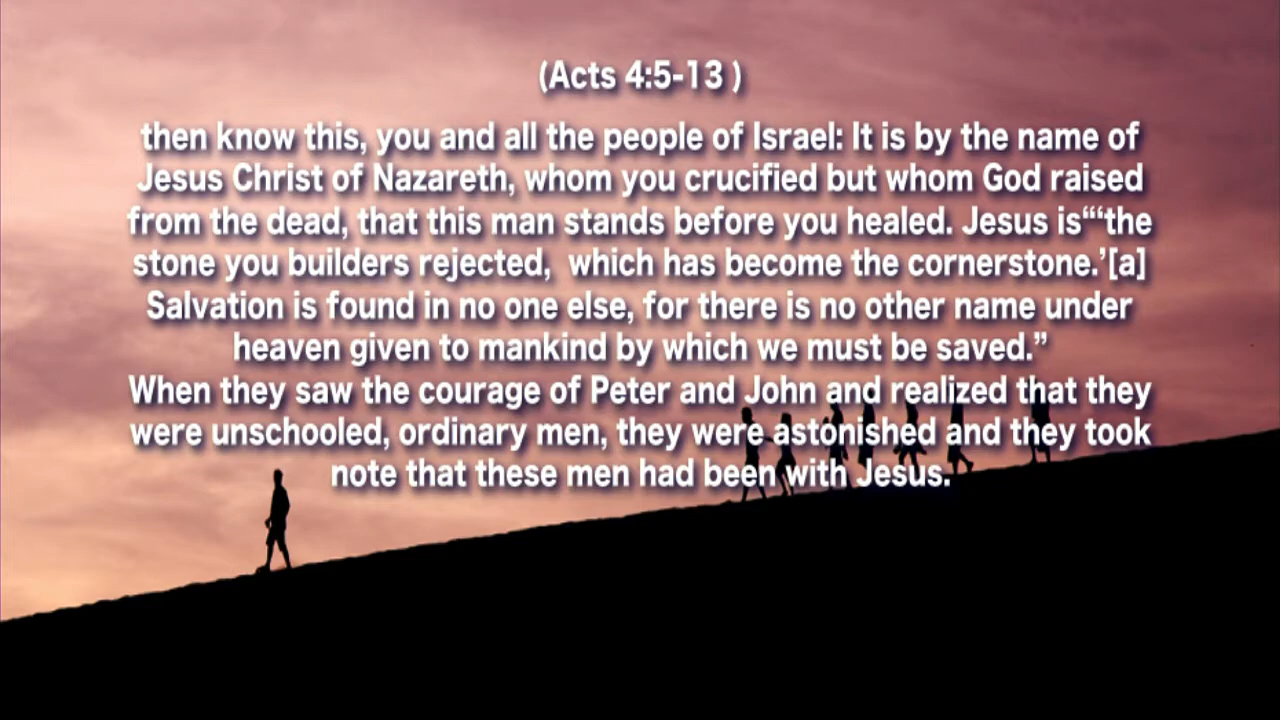 (Acts 4:5-13 )
then know this, you and all the people of Israel: It is by the name of
Jesus Christ of Nazareth, whom you crucified but whom God raised
from the dead, that this man stands before you healed. Jesus is“‘the
stone you builders rejected,  which has become the cornerstone.’[a]
Salvation is found in no one else, for there is no other name under
heaven given to mankind by which we must be saved.”
When they saw the courage of Peter and John and realized that they
were unschooled, ordinary men, they were astonished and they took
note that these men had been with Jesus.